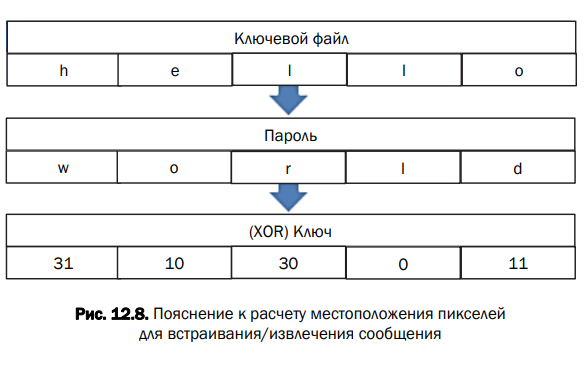 Ключевой файл
h e l l o
Пароль
w o r l d
(XOR) Ключ
31 10 30 0 11
Рис. 12.8. Пояснение к расчету местоположения пикселей
для встраивания/извлечения сообщения